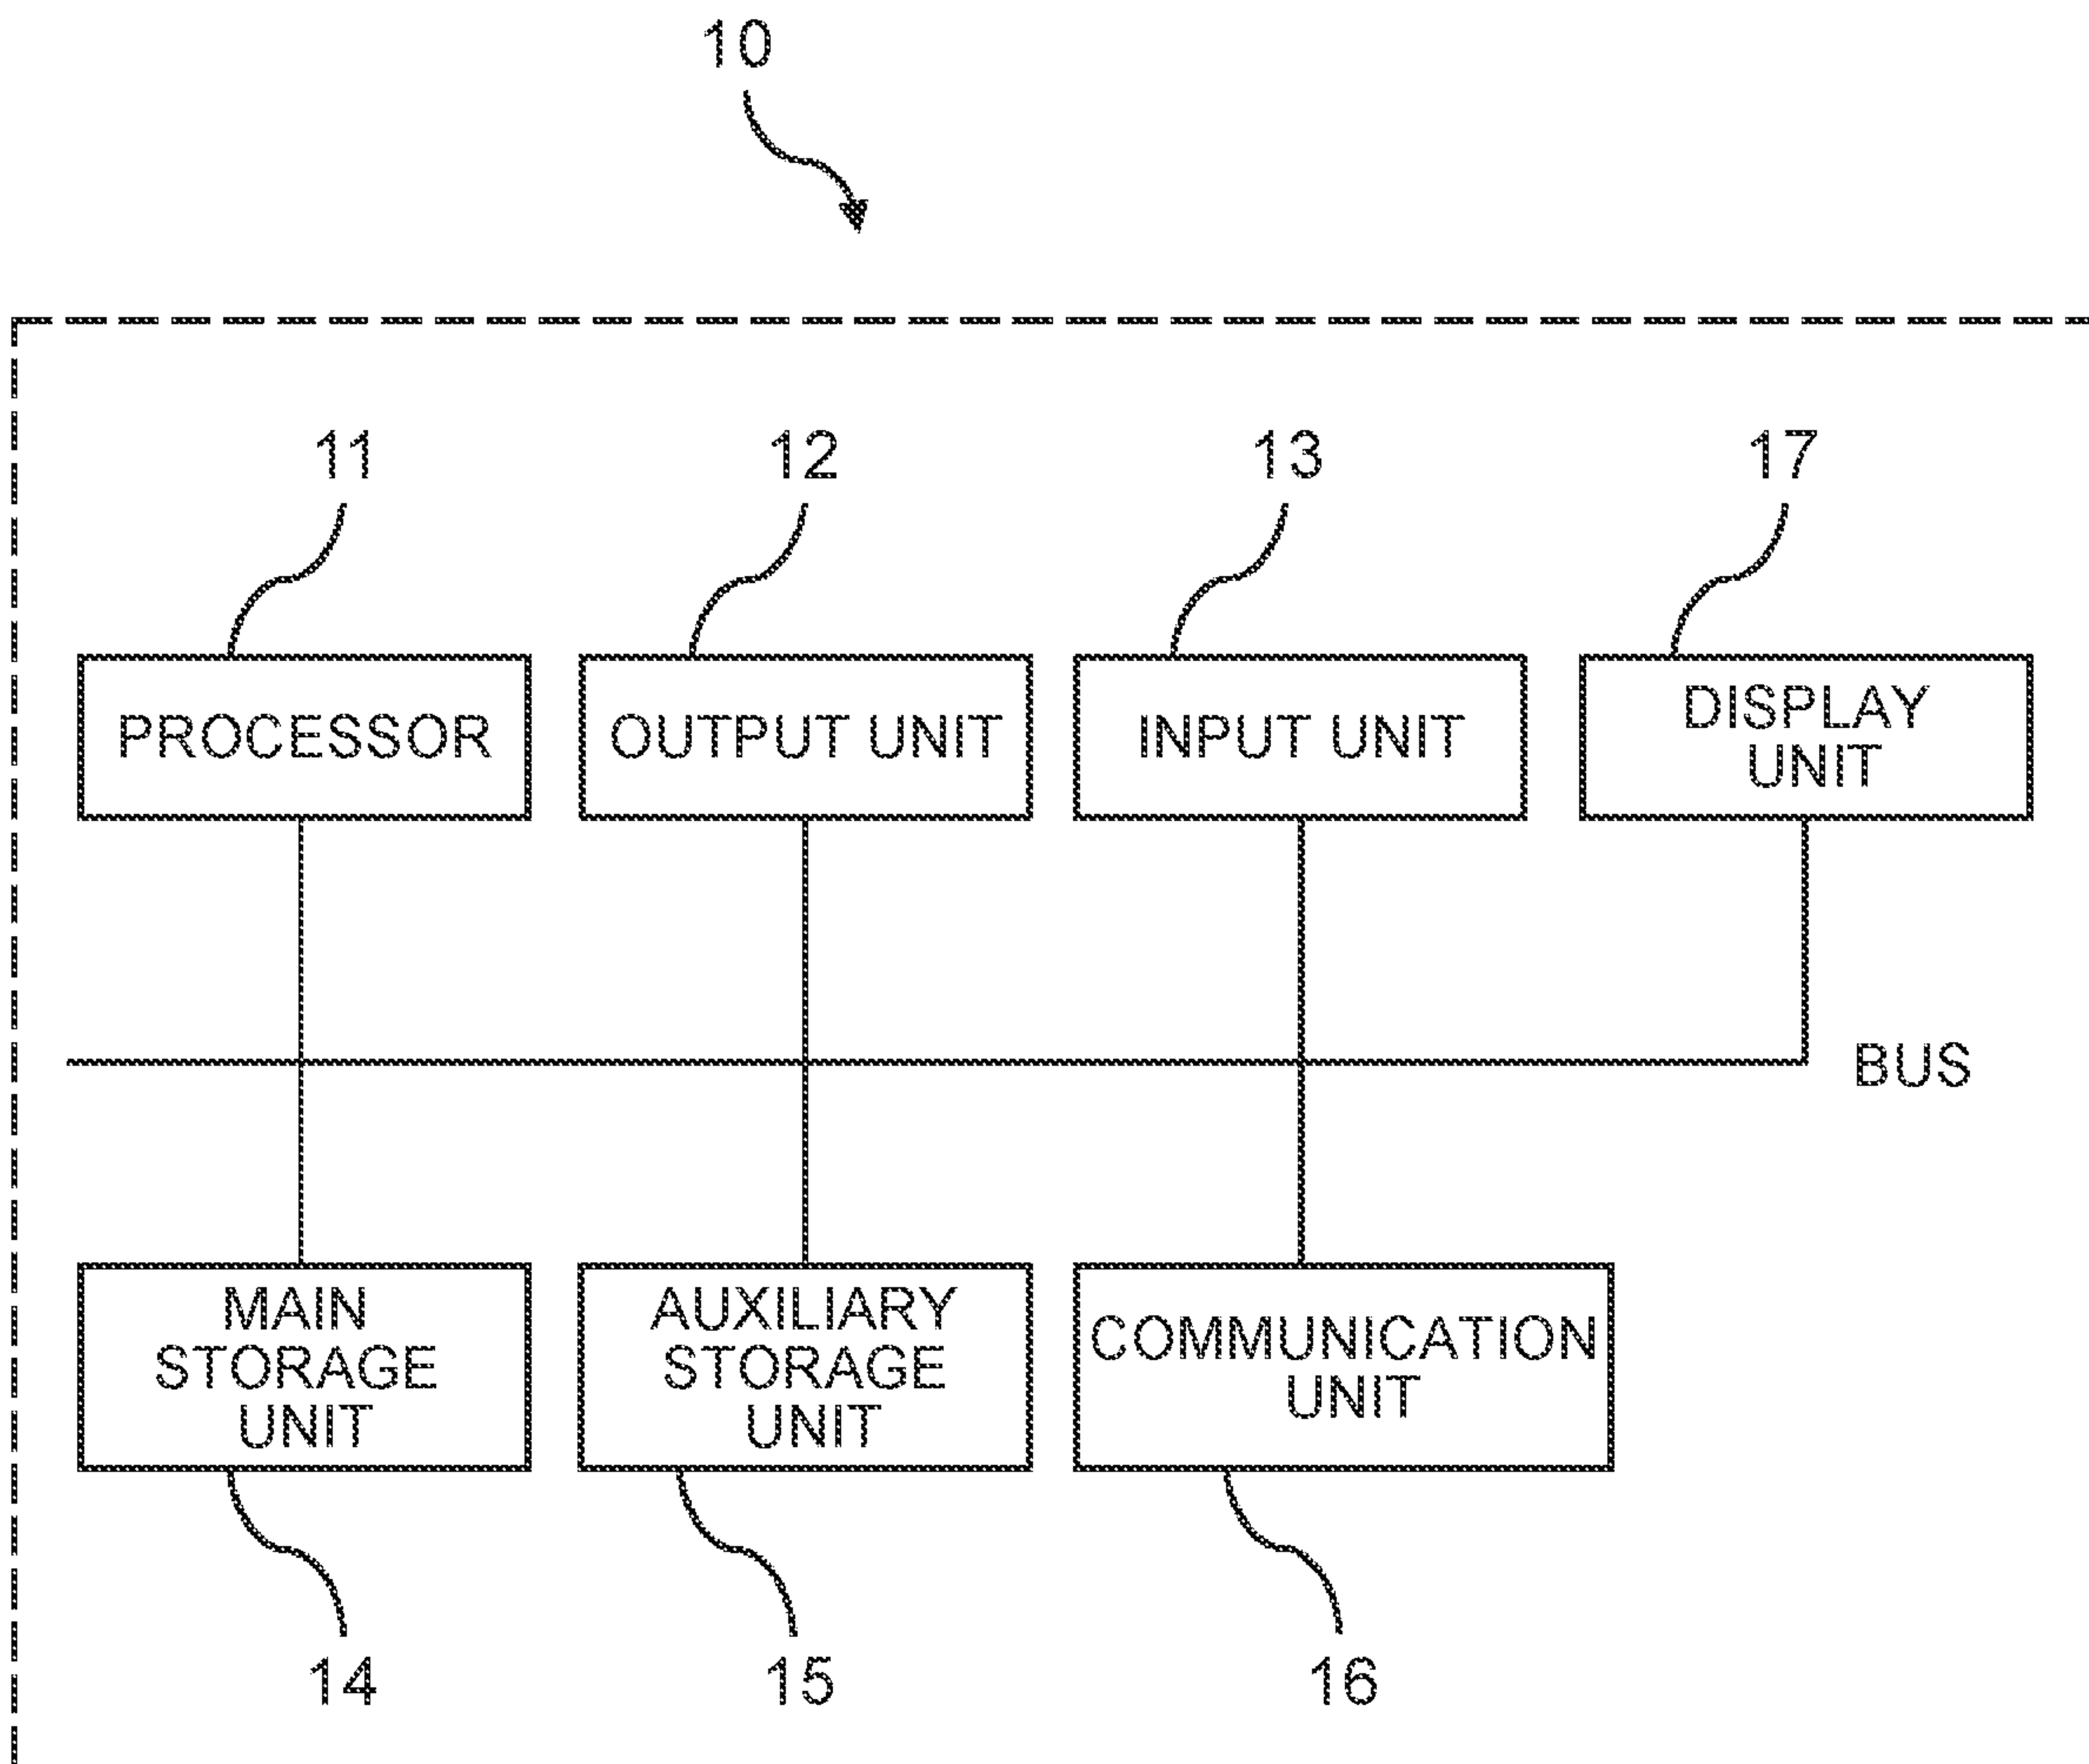 10
11
12
13
17
PROCESSOR
OUTPUT UNIT
INPUT UNIT
DISPLAY
UNIT
BUS
MAIN
STORAGE
UNIT
AUXILIARY
STORAGE
UNIT
COMMUNICATION
UNIT
14
15
16